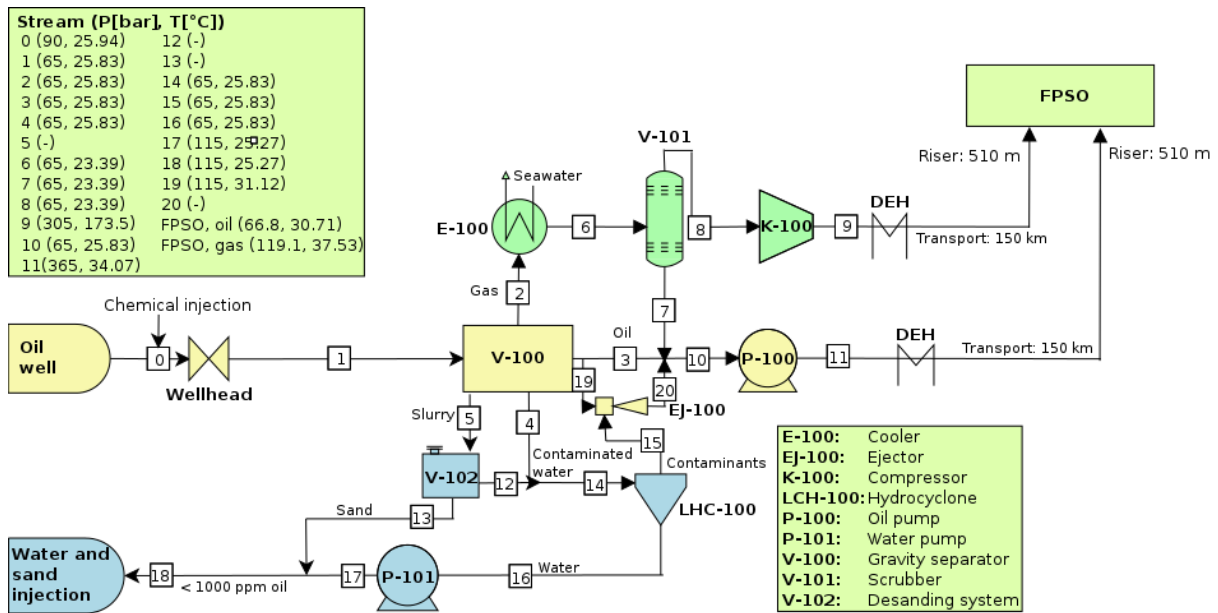 Stream (P[bar], T[°C])
0 (90, 25.94) 12 (-)
1 (65, 25.83) 13 (-)
2 (65, 25.83) 14 (65, 25.83)
3 (65, 25.83) 15 (65, 25.83)
4 (65, 25.83) 16 (65, 25.83)
5 (-) 17 (115, 25.27)
6 (65, 23.39) 18 (115, 25.27)
7 (65, 23.39) 19 (115, 31.12)
8 (65, 23.39) 20 (-)
9 (305, 173.5) FPSO, oil (66.8, 30.71)
10 (65, 25.83) FPSO, gas (119.1, 37.53)
11(365, 34.07)
FPSO
V-101
Riser: 510 m
Riser: 510 m
Seawater
DEH
E-100
6
8
K-100
9
Transport: 150 km
Gas
2
7
Chemical injection
Oil
DEH
Oil
well
0
1
V-100
3
10
P-100
11
Transport: 150 km
Wellhead
19
20
EJ-100
Slurry
5
4
15
Contaminated
water
Contaminants
V-102
12
14
LHC-100
Sand
13
Water and
sand
injection
18
< 1000 ppm oil
17
P-101
16
Water
E-100: Cooler
EJ-100: Ejector
K-100: Compressor
LCH-100: Hydrocyclone
P-100: Oil pump
P-101: Water pump
V-100: Gravity separator
V-101: Scrubber
V-102: Desanding system